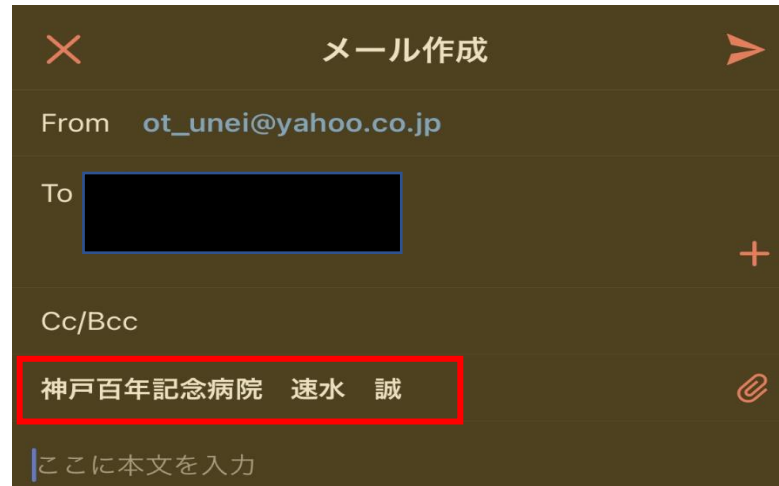 メール作成
From ot_unei@yahoo.co.jp
To
Cc/Bcc
神戸百年記念病院　速水　誠
ここに本文を入力